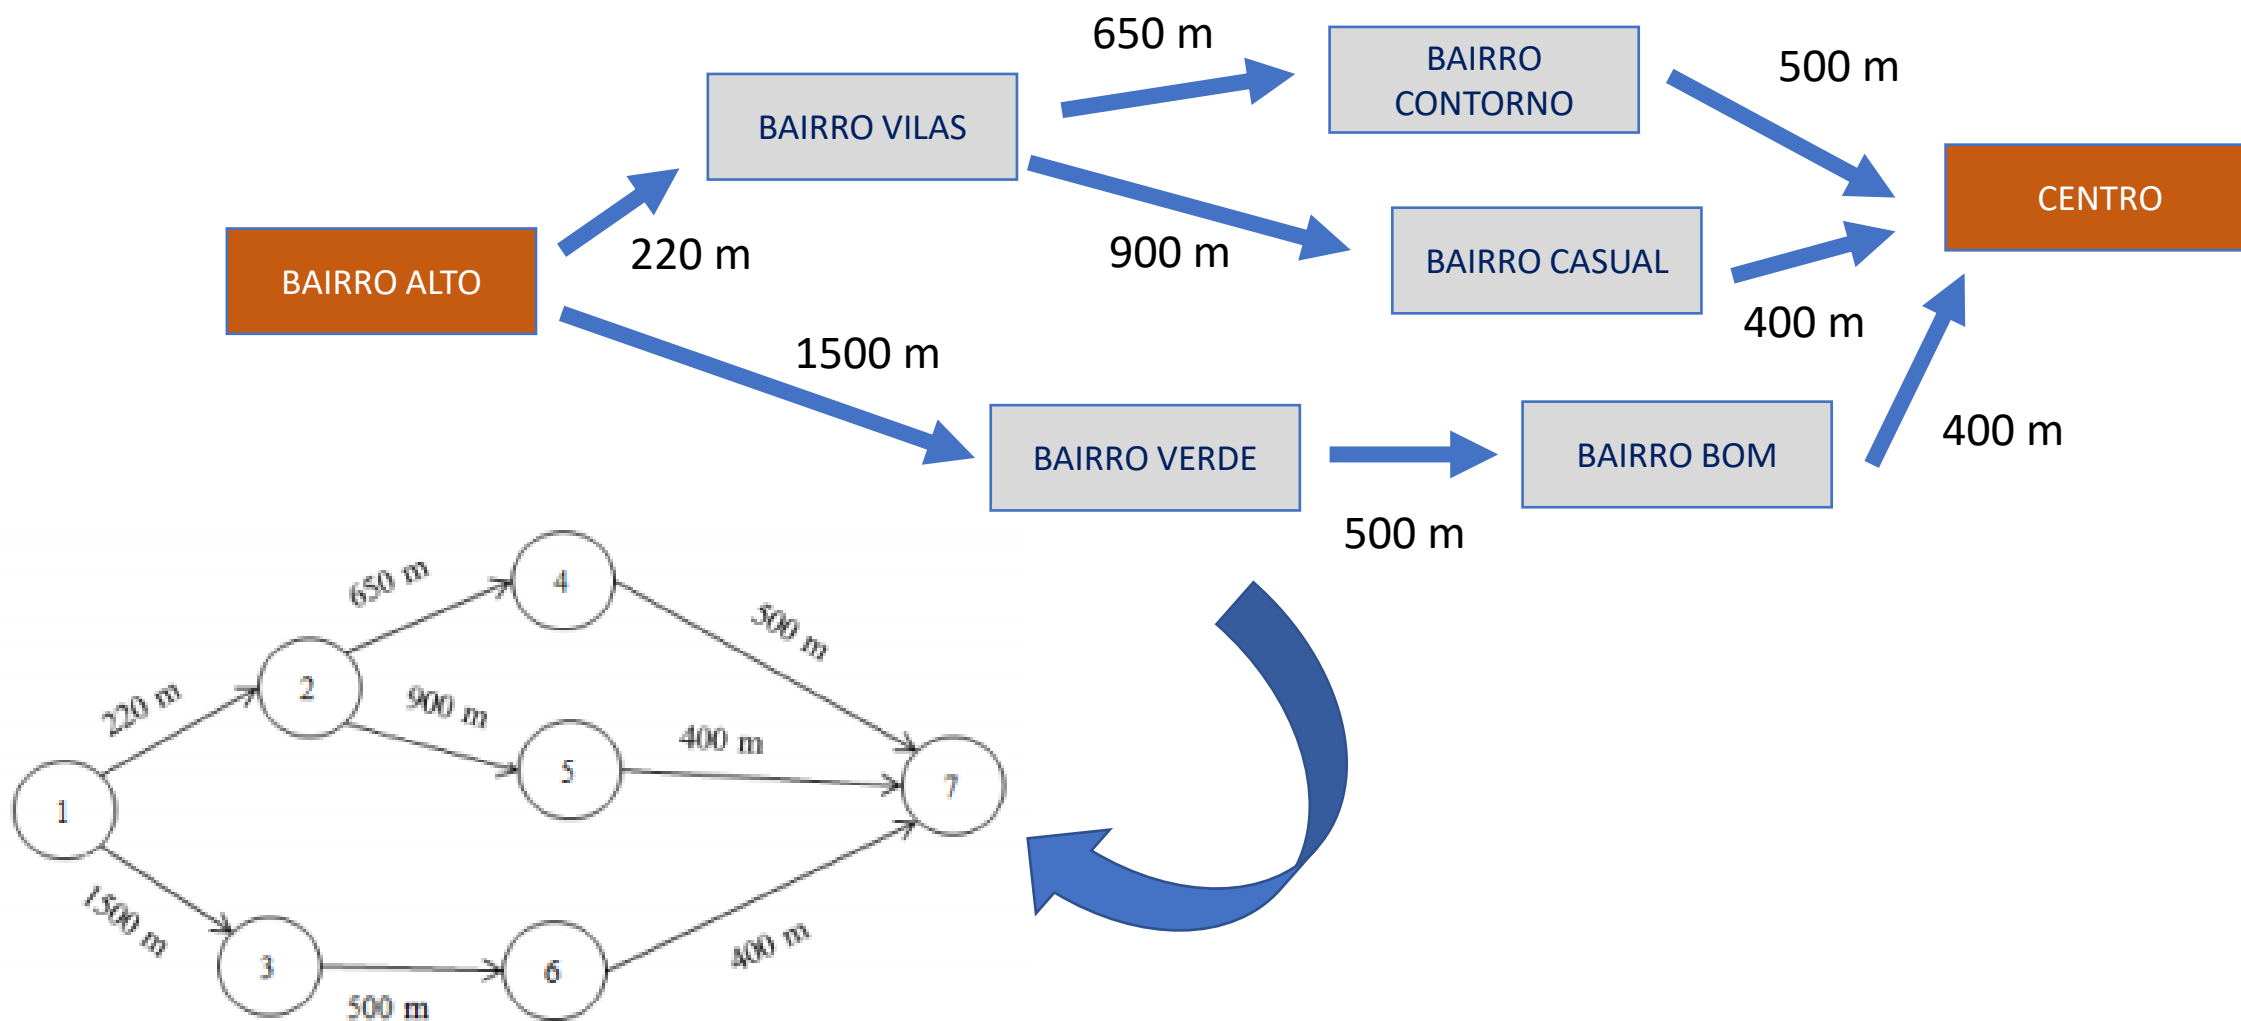 650 m
BAIRRO
CONTORNO
500 m
BAIRRO VILAS
CENTRO
220 m
900 m
BAIRRO CASUAL
BAIRRO ALTO
400 m
1500 m
BAIRRO VERDE
BAIRRO BOM
400 m
500 m
650 m
4
500 m
220 m
2
900 m
400 m
5
7
1
1500 m
3
6
400 m
500 m